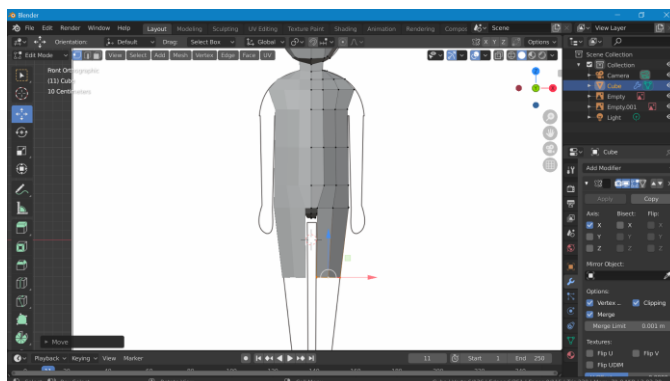 Blender
File Edit Render Window Help Layout Modeling Sculpting UV Editing Texture Paint Shading Animation Rendering Compos Scene View Layer
Orientation: Default Drag: Select Box Global X Y Z Options
Edit Mode View Select Add Mesh Vertex Edge Face UV
Front Orthographic
(11) Cube
10 Centimeters
Scene Collection
Collection
Camera
Cube
Empty
Empty.001
Light
Cube
Add Modifier
Apply Copy
Axis: Bisect: Flip:
X X X
Y Y Y
Z Z Z
Mirror Object:
Options:
Vertex .. Clipping
Merge
Merge Limit 0.001 m
Textures:
Flip U Flip V
Flip UDIM
Move
Playback Keying View Marker 11 Start 1 End 250